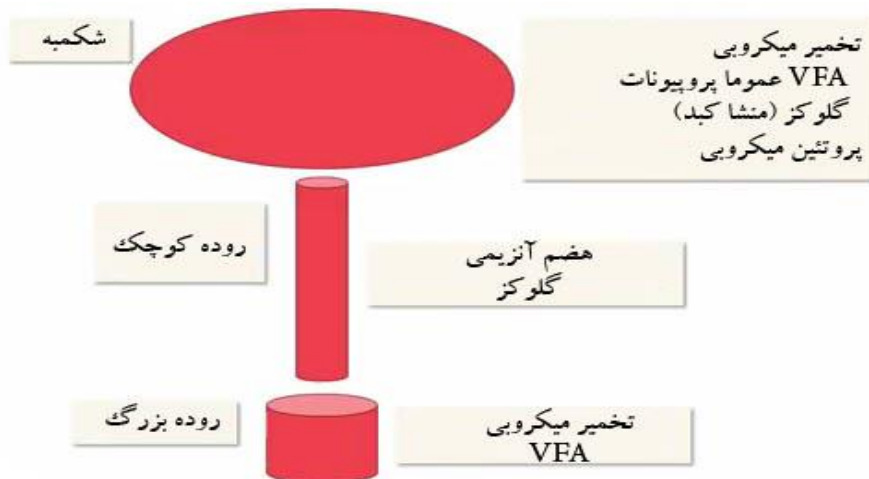 شکمبه
تخمیر میکروبی
VFA عموما پروپیونات
گلوکز (منشا کبد)
پروتئین میکروبی
روده کوچک
هضم آنزیمی
گلوکز
روده بزرگ
تخمیر میکروبی
VFA